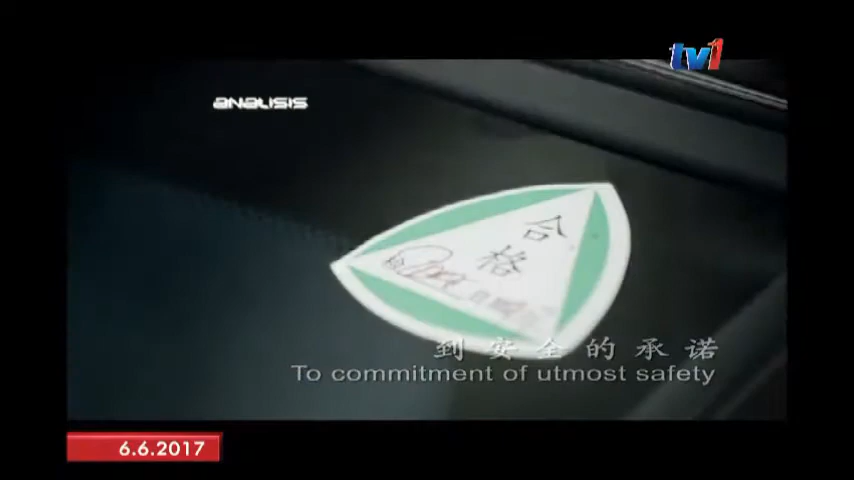 tv1
ANALISIS
合格
到安全的承诺
To commitment of utmost safety
6.6.2017